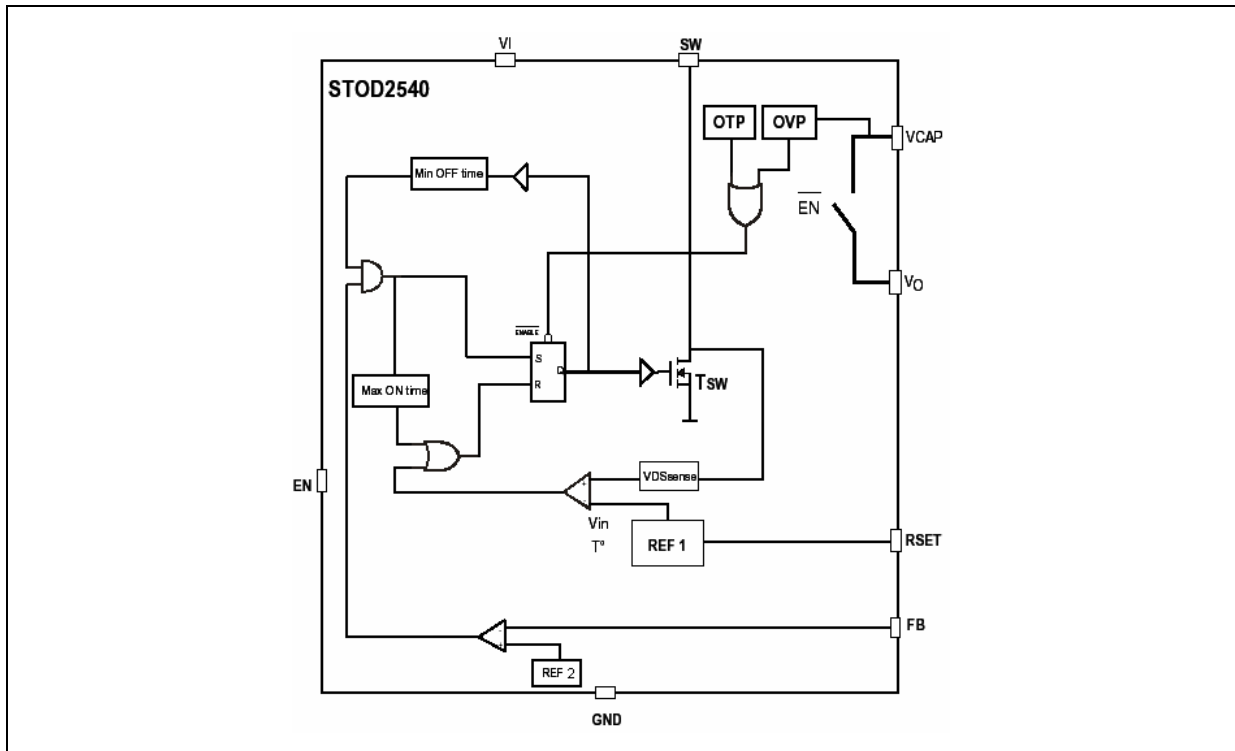 VI
SW
STOD2540
OTP
OVP
VCAP
Min OFF time
EN
VO
ENABLE
S
D
R
TSW
Max ON time
EN
VDSsense
Vin
T°
REF 1
RSET
FB
REF 2
GND